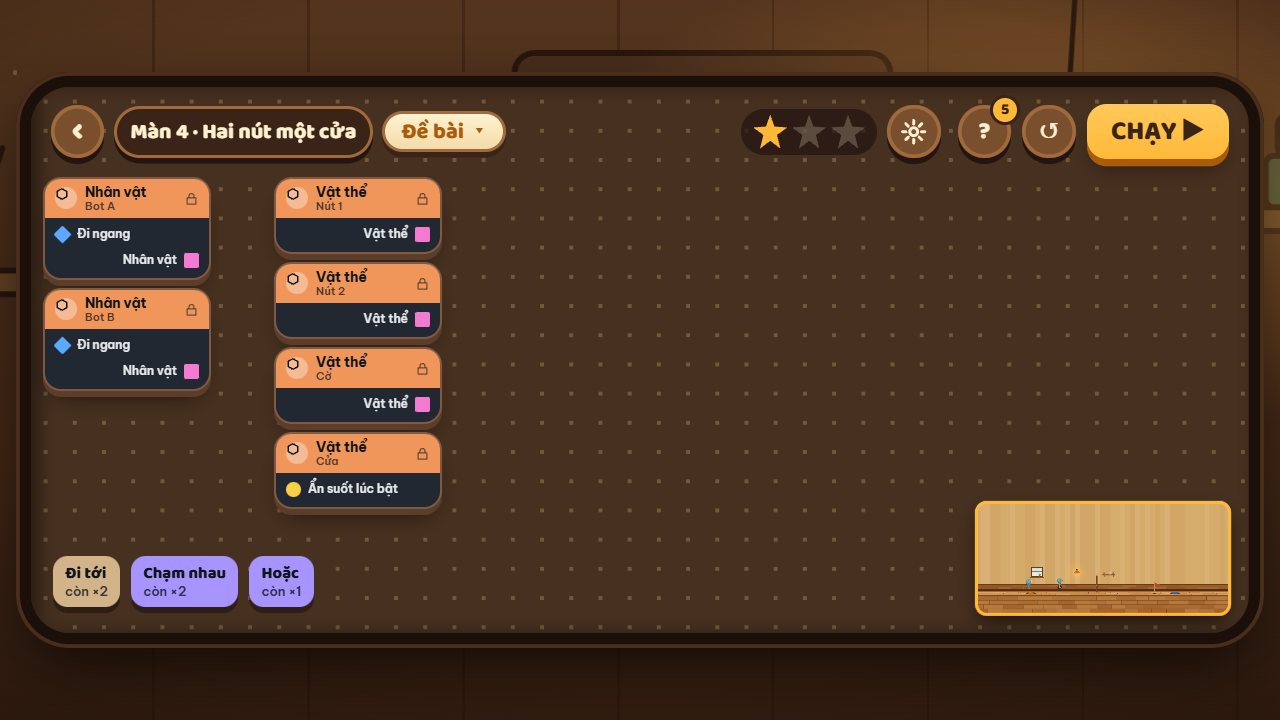 Màn 4 · Hai nút một cửa
Đề bài
5
?
CHẠY
Nhân vật
Bot A
Đi ngang
Nhân vật
Nhân vật
Bot B
Đi ngang
Nhân vật
Vật thể
Nút 1
Vật thể
Vật thể
Nút 2
Vật thể
Vật thể
Cờ
Vật thể
Vật thể
Cửa
Ẩn suốt lúc bật
Đi tới
còn ×2
Chạm nhau
còn ×2
Hoặc
còn ×1